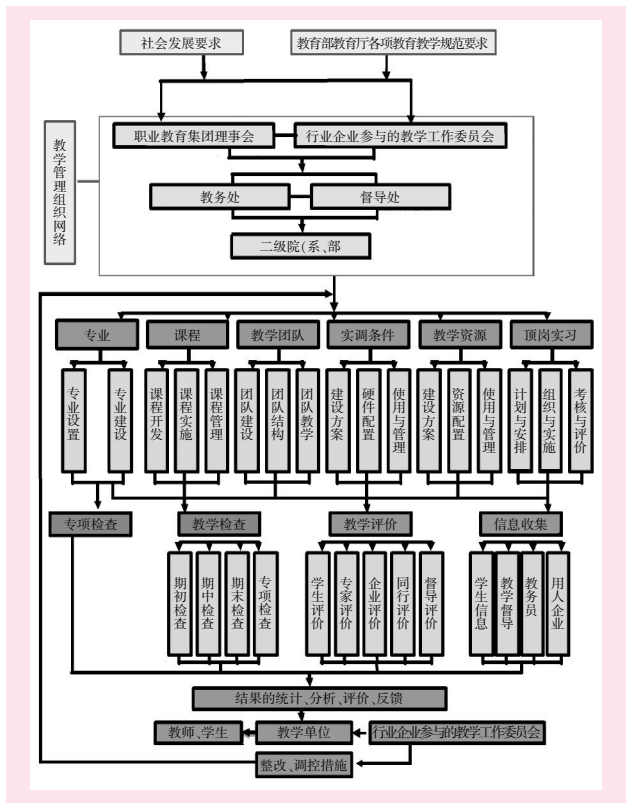 社会发展要求
教育部教育厅各项教育教学规范要求
教学管理组织网络
职业教育集团理事会
行业企业参与的教学工作委员会
教务处
督导处
二级院(系、部
专业
课程
教学团队
实调条件
教学资源
顶岗实习
专业设置
专业建设
课程开发
课程实施
课程管理
团队建设
团队结构
团队教学
建设方案
硬件配置
使用与管理
建设方案
资源配置
使用与管理
计划与安排
组织与实施
考核与评价
专项检查
教学检查
教学评价
信息收集
期初检查
期中检查
期末检查
专项检查
学生评价
专家评价
企业评价
同行评价
督导评价
学生信息
教学督导
教务员
用人企业
结果的统计、分析、评价、反馈
教师、学生
教学单位
行业企业参与的教学工作委员会
整改、调控措施